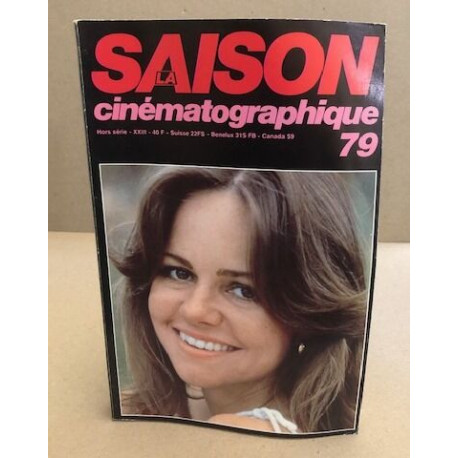 LA SAISON
cinématographique
Hors série - XXIII - 46 F - Suisse 22FS - Benelux 315 FB - Canada $9
79